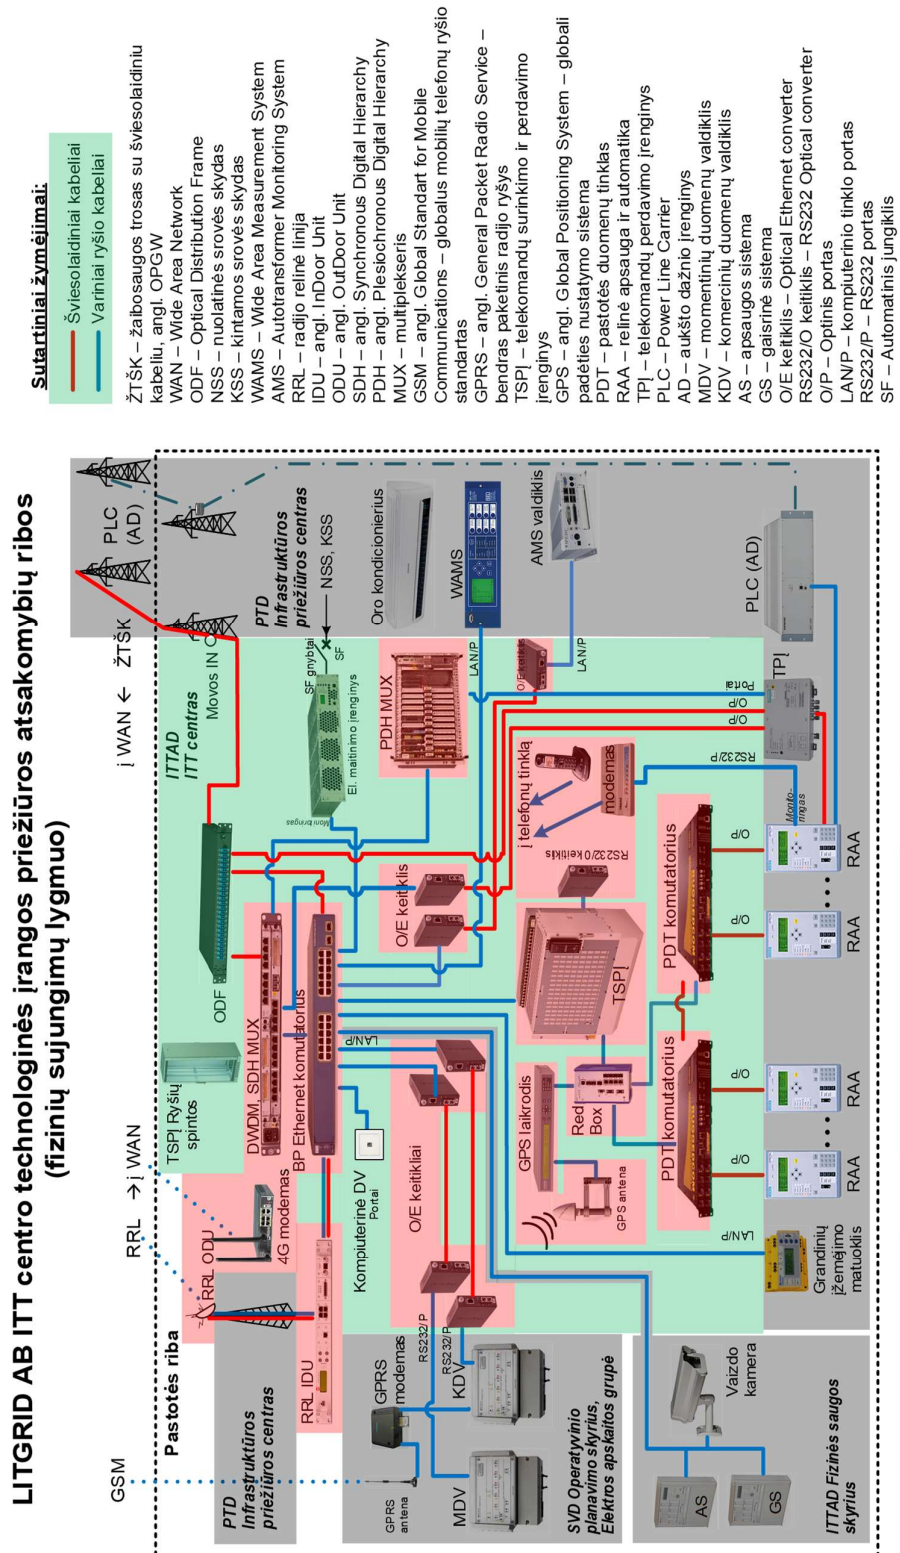 LITGRID AB ITT centro technologinės įrangos priežiūros atsakomybių ribos
(fizinių sujungimų lygmuo)
GSM
RRL
į WAN
į WAN
ŽTŠK
PLC
(AD)
Pastotės riba
PTD
Infrastruktūros
priežiūros centras
RRL ODU
4G modemas
TSPĮ Ryšių
spintos
ODF
ITTAD
ITT centras
Movos IN
PTD
Infrastruktūros
priežiūros centras
NSS, KSS
RRL IDU
DWDM, SDH MUX
BP Ethernet komutatorius
LAN/P
Monitoringas
El. maitinimo įrenginys
SF gnybtai
SF
Oro kondicionierius
GPRS
antena
GPRS
modemas
Kompiuterinė DV
Portai
O/E keitikliai
O/E keitiklis
PDH MUX
LAN/P
WAMS
RS232/P
RS232/P
MDV
KDV
SVD Operatyvinio
planavimo skyrius,
Elektros apskaitos grupė
GPS laikrodis
GPS antena
Red
Box
TSPĮ
RS232/0 keitiklis
į telefonų tinklą
modemas
O/E keitiklis
LAN/P
AMS valdiklis
PDT komutatorius
PDT komutatorius
RS232/P
O/P
O/P
Portai
LAN/P
O/P
O/P
O/P
O/P
Monito-
ringas
TPĮ
PLC (AD)
AS
GS
Vaizdo
kamera
ITTAD Fizinės saugos
skyrius
Grandinių
įžemėjimo
matuoklis
RAA
RAA
RAA
RAA
Sutartiniai žymėjimai:
Šviesolaidiniai kabeliai
Variniai ryšio kabeliai
ŽTŠK – žaibosaugos trosas su šviesolaidiniu
kabeliu, angl. OPGW
WAN – Wide Area Network
ODF – Optical Distribution Frame
NSS – nuolatinės srovės skydas
KSS – kintamos srovės skydas
WAMS – Wide Area Measurement System
AMS – Autotransformer Monitoring System
RRL – radijo relinė linija
IDU – angl. InDoor Unit
ODU – angl. OutDoor Unit
SDH – angl. Synchronous Digital Hierarchy
PDH – angl. Plesiochronous Digital Hierarchy
MUX – multiplekseris
GSM – angl. Global Standart for Mobile
Communications – globalus mobilių telefonų ryšio
standartas
GPRS – angl. General Packet Radio Service –
bendras paketinis radijo ryšys
TSPĮ – telekomandų surinkimo ir perdavimo
įrenginys
GPS – angl. Global Positioning System – globali
padėties nustatymo sistema
PDT – pastotės duomenų tinklas
RAA – relinė apsauga ir automatika
TPĮ – telekomandų perdavimo įrenginys
PLC – Power Line Carrier
AD – aukšto dažnio įrenginys
MDV – momentinių duomenų valdiklis
KDV – komercinių duomenų valdiklis
AS – apsaugos sistema
GS – gaisrinė sistema
O/E keitiklis – Optical Ethernet converter
RS232/O keitiklis – RS232 Optical converter
O/P – Optinis portas
LAN/P – kompiuterinio tinklo portas
RS232/P – RS232 portas
SF – Automatinis jungiklis